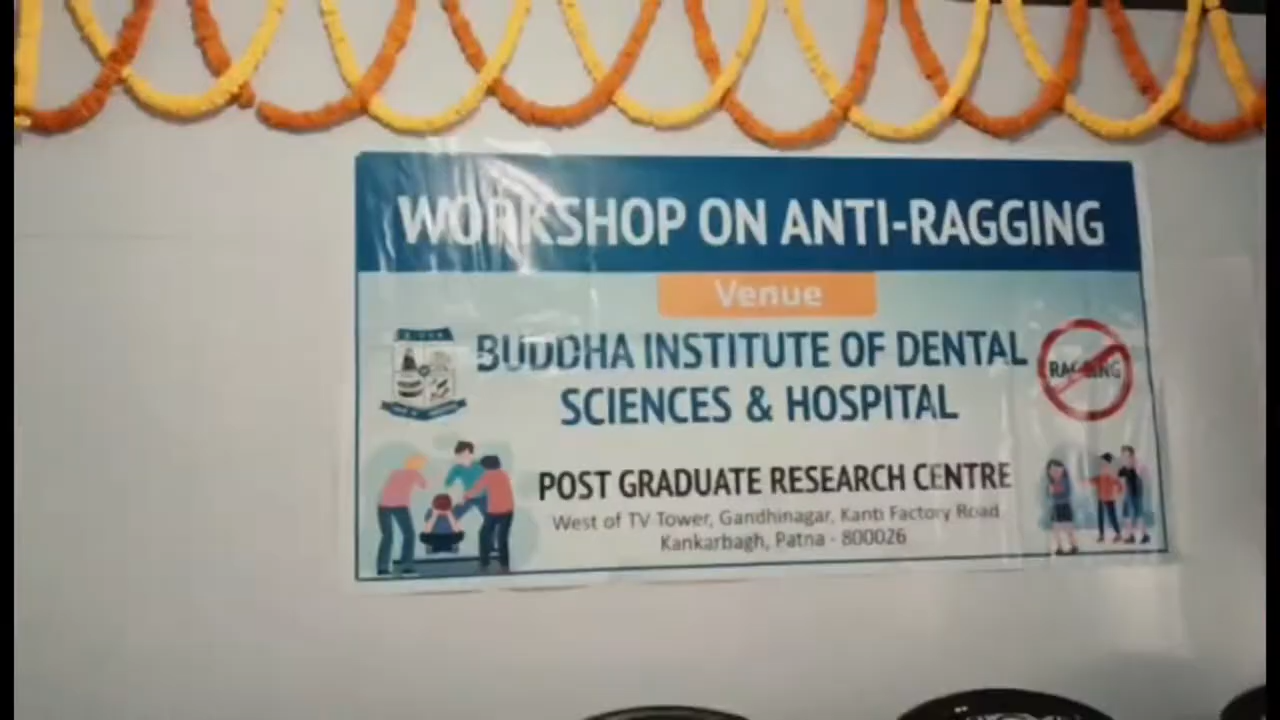 WORKSHOP ON ANTI-RAGGING
Venue
BUDDHA INSTITUTE OF DENTAL
SCIENCES & HOSPITAL
RAGGING
POST GRADUATE RESEARCH CENTRE
West of TV Tower, Gandhinagar, Kanti Factory Road
Kankarbagh, Patna - 800026